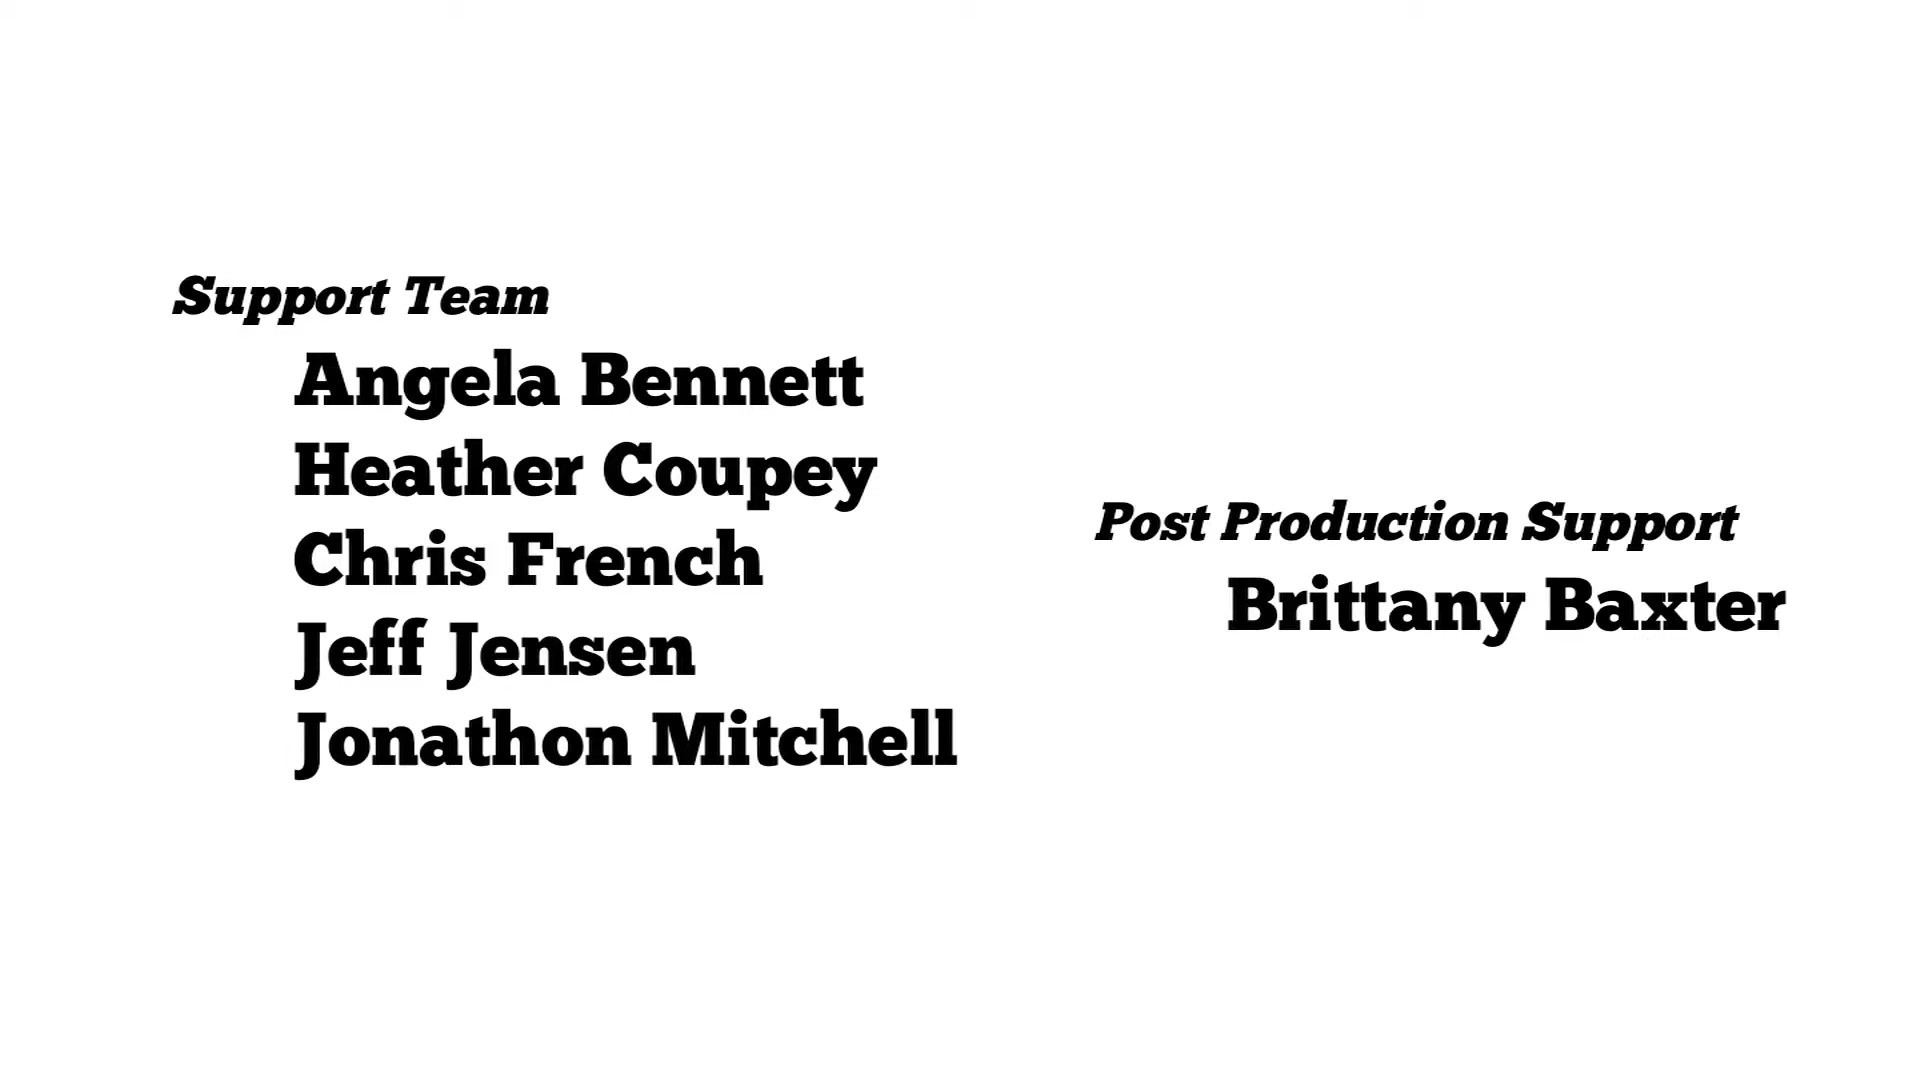 Support Team
Angela Bennett
Heather Coupey
Chris French
Jeff Jensen
Jonathon Mitchell
Post Production Support
Brittany Baxter